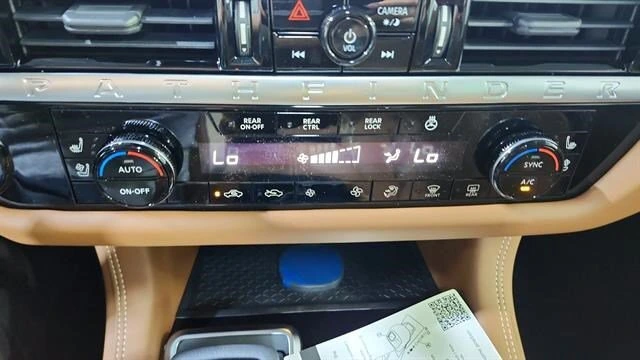 CAMERA
VOL
PATHFINDER
REAR ON-OFF
REAR CTRL
REAR LOCK
AUTO
ON-OFF
Lo
Lo
SYNC
A/C
FRONT
REAR